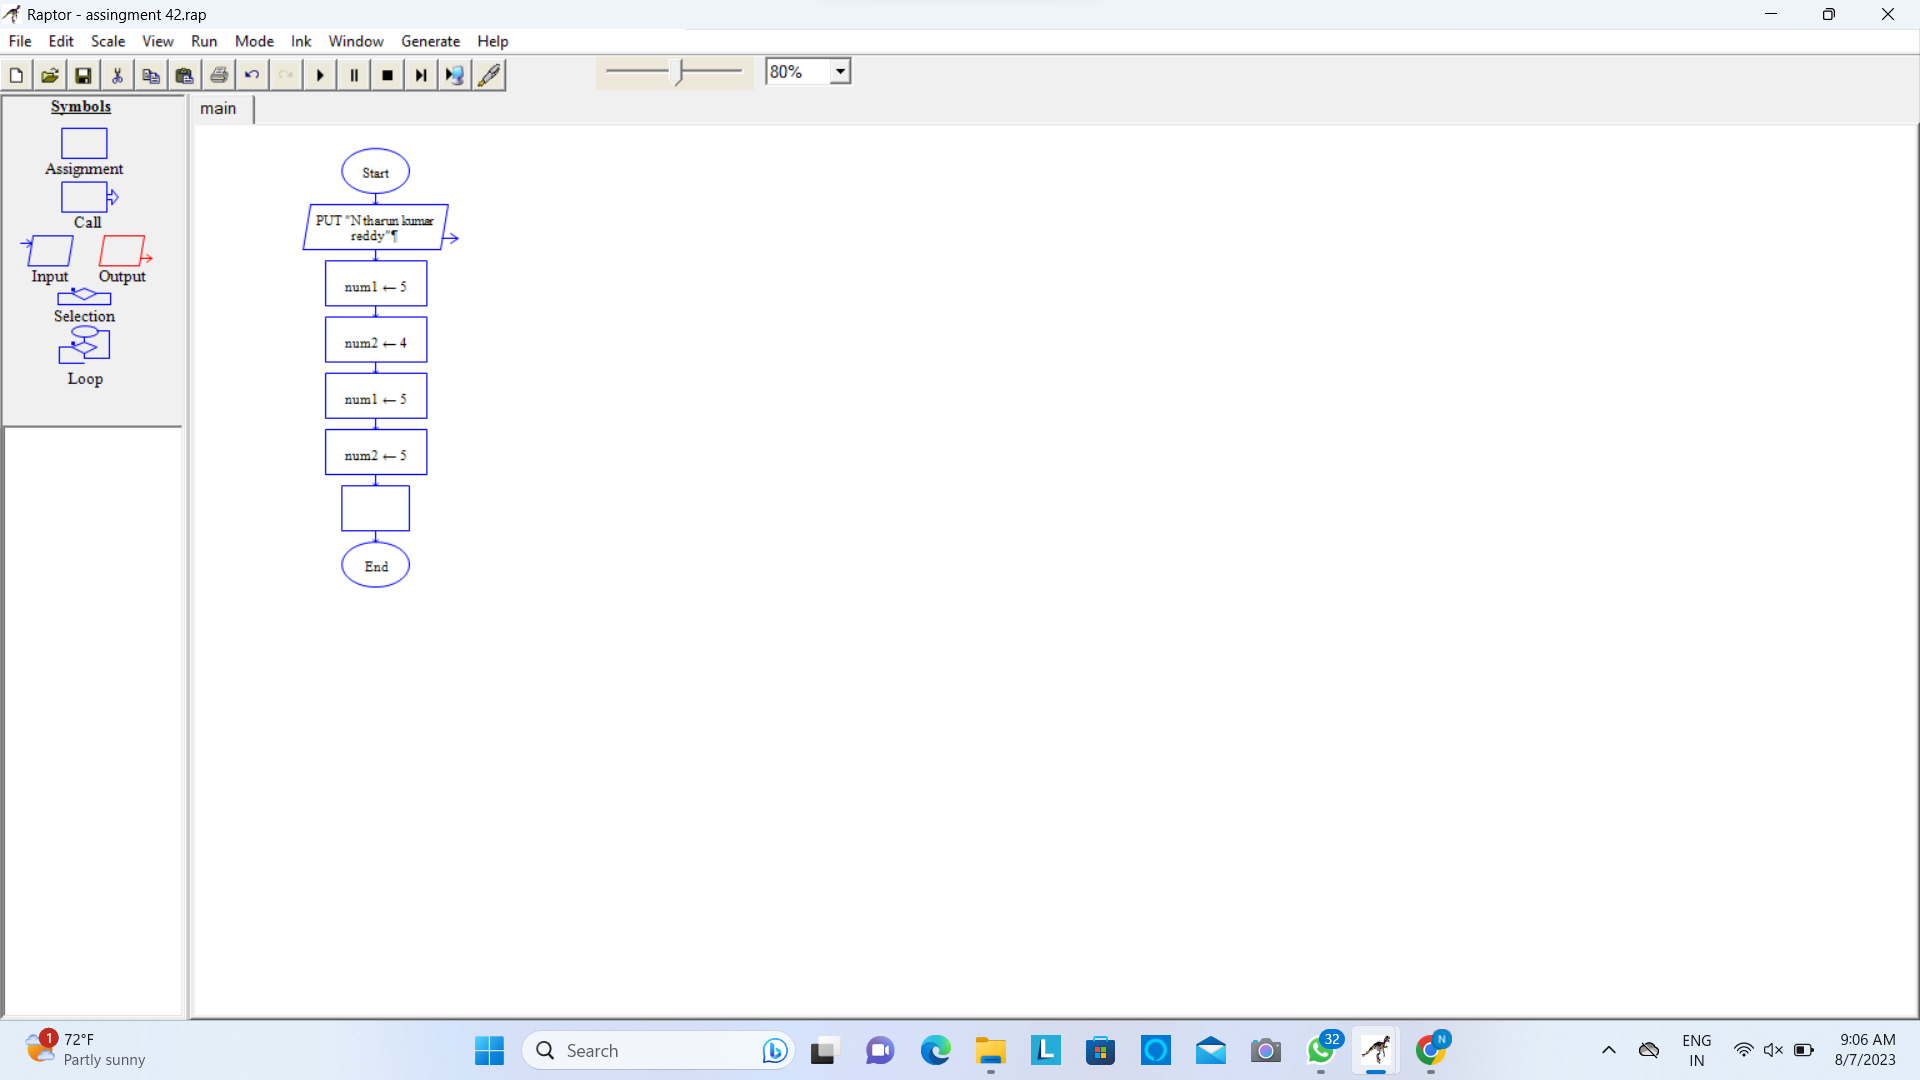 Raptor - assingment 42.rap
File Edit Scale View Run Mode Ink Window Generate Help
80%
Symbols
main
Assignment
Call
Input Output
Selection
Loop
Start
PUT "N tharun kumar
reddy"¶
num1 ← 5
num2 ← 4
num1 ← 5
num2 ← 5
End
1
72°F
Partly sunny
Search
L
32
N
ENG
IN
9:06 AM
8/7/2023